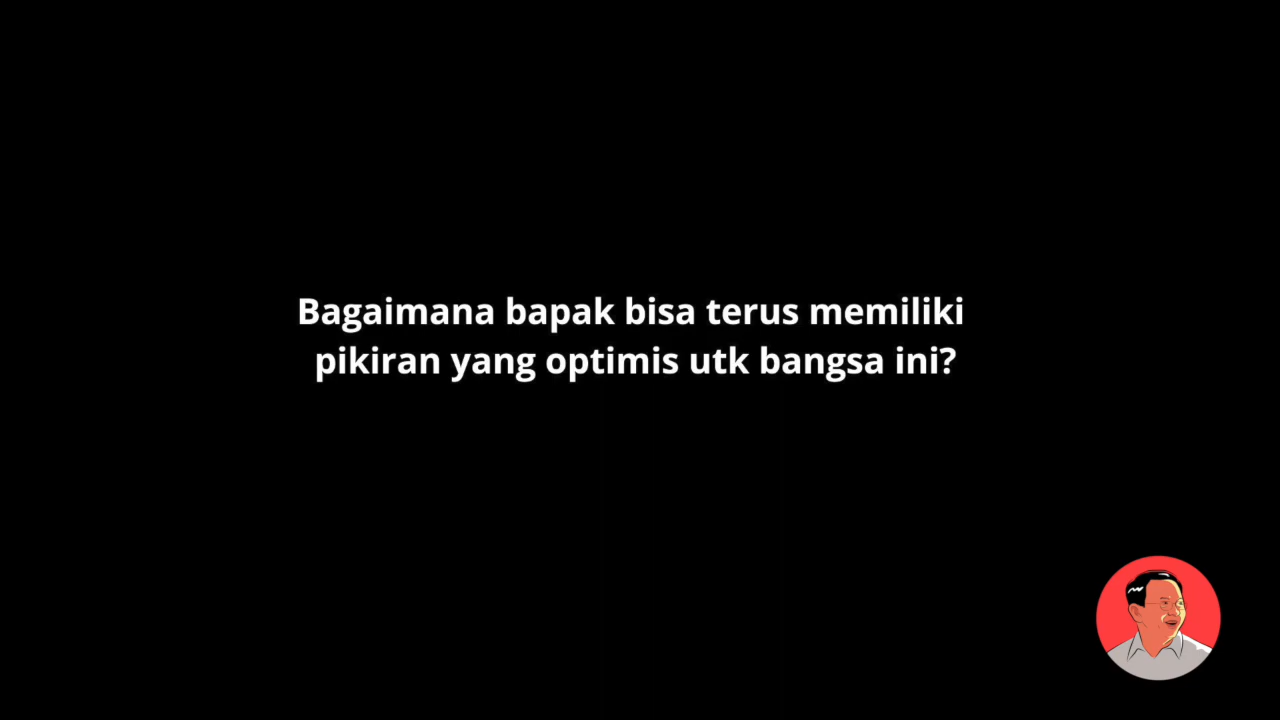 Bagaimana bapak bisa terus memiliki
pikiran yang optimis utk bangsa ini?